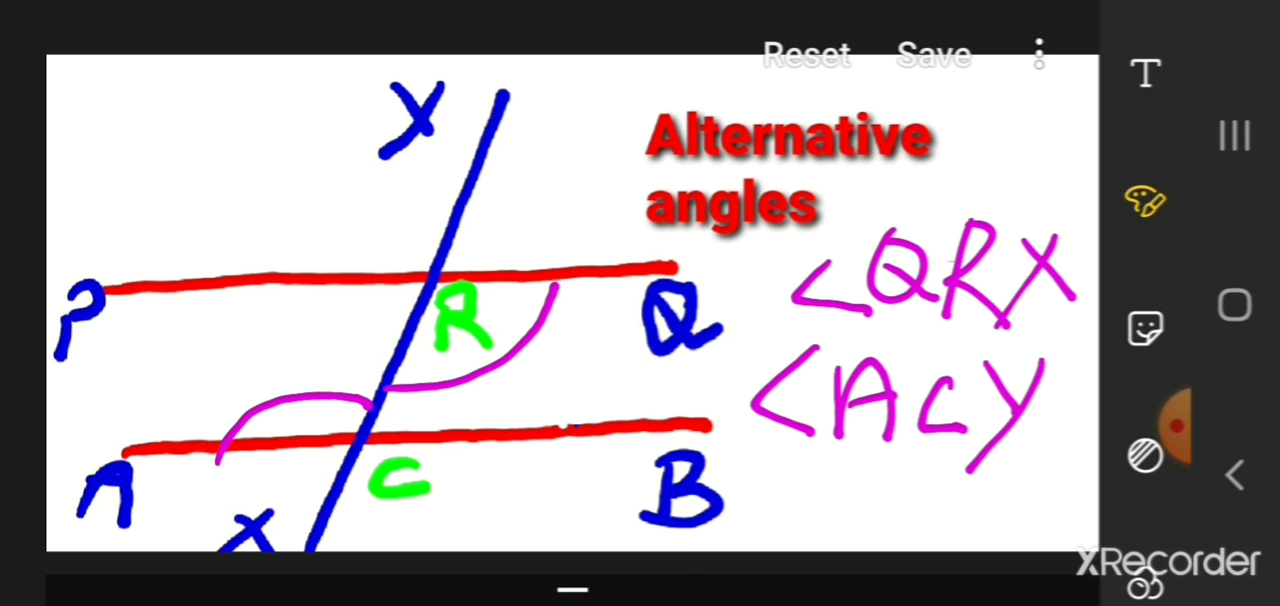 Reset Save
Y
Alternative
angles
<QRX
P
R
Q
<ACY
A
C
B
X
XRecorder